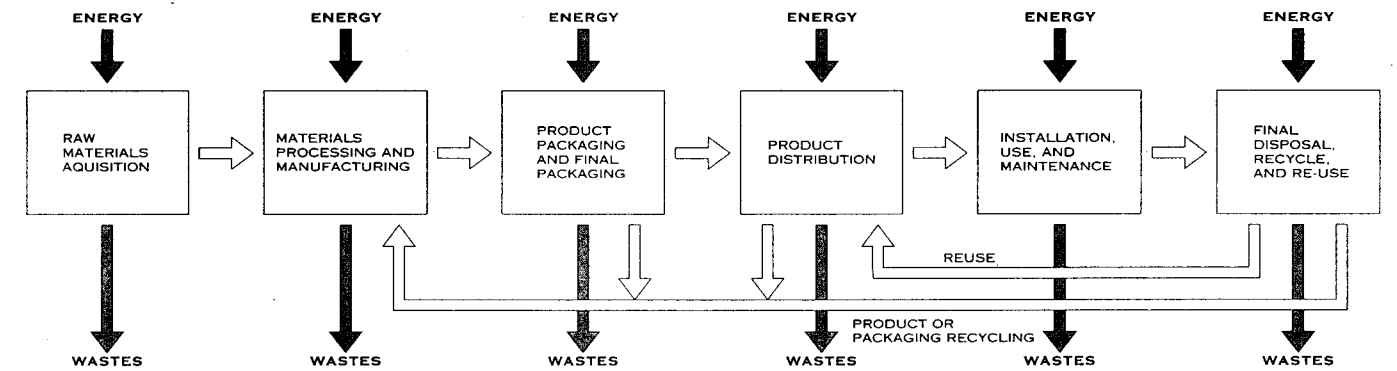 ENERGY
ENERGY
ENERGY
ENERGY
ENERGY
ENERGY
RAW
MATERIALS
AQUISITION
MATERIALS
PROCESSING AND
MANUFACTURING
PRODUCT
PACKAGING
AND FINAL
PACKAGING
PRODUCT
DISTRIBUTION
INSTALLATION,
USE, AND
MAINTENANCE
FINAL
DISPOSAL,
RECYCLE,
AND RE-USE
REUSE
PRODUCT OR
PACKAGING RECYCLING
WASTES
WASTES
WASTES
WASTES
WASTES
WASTES